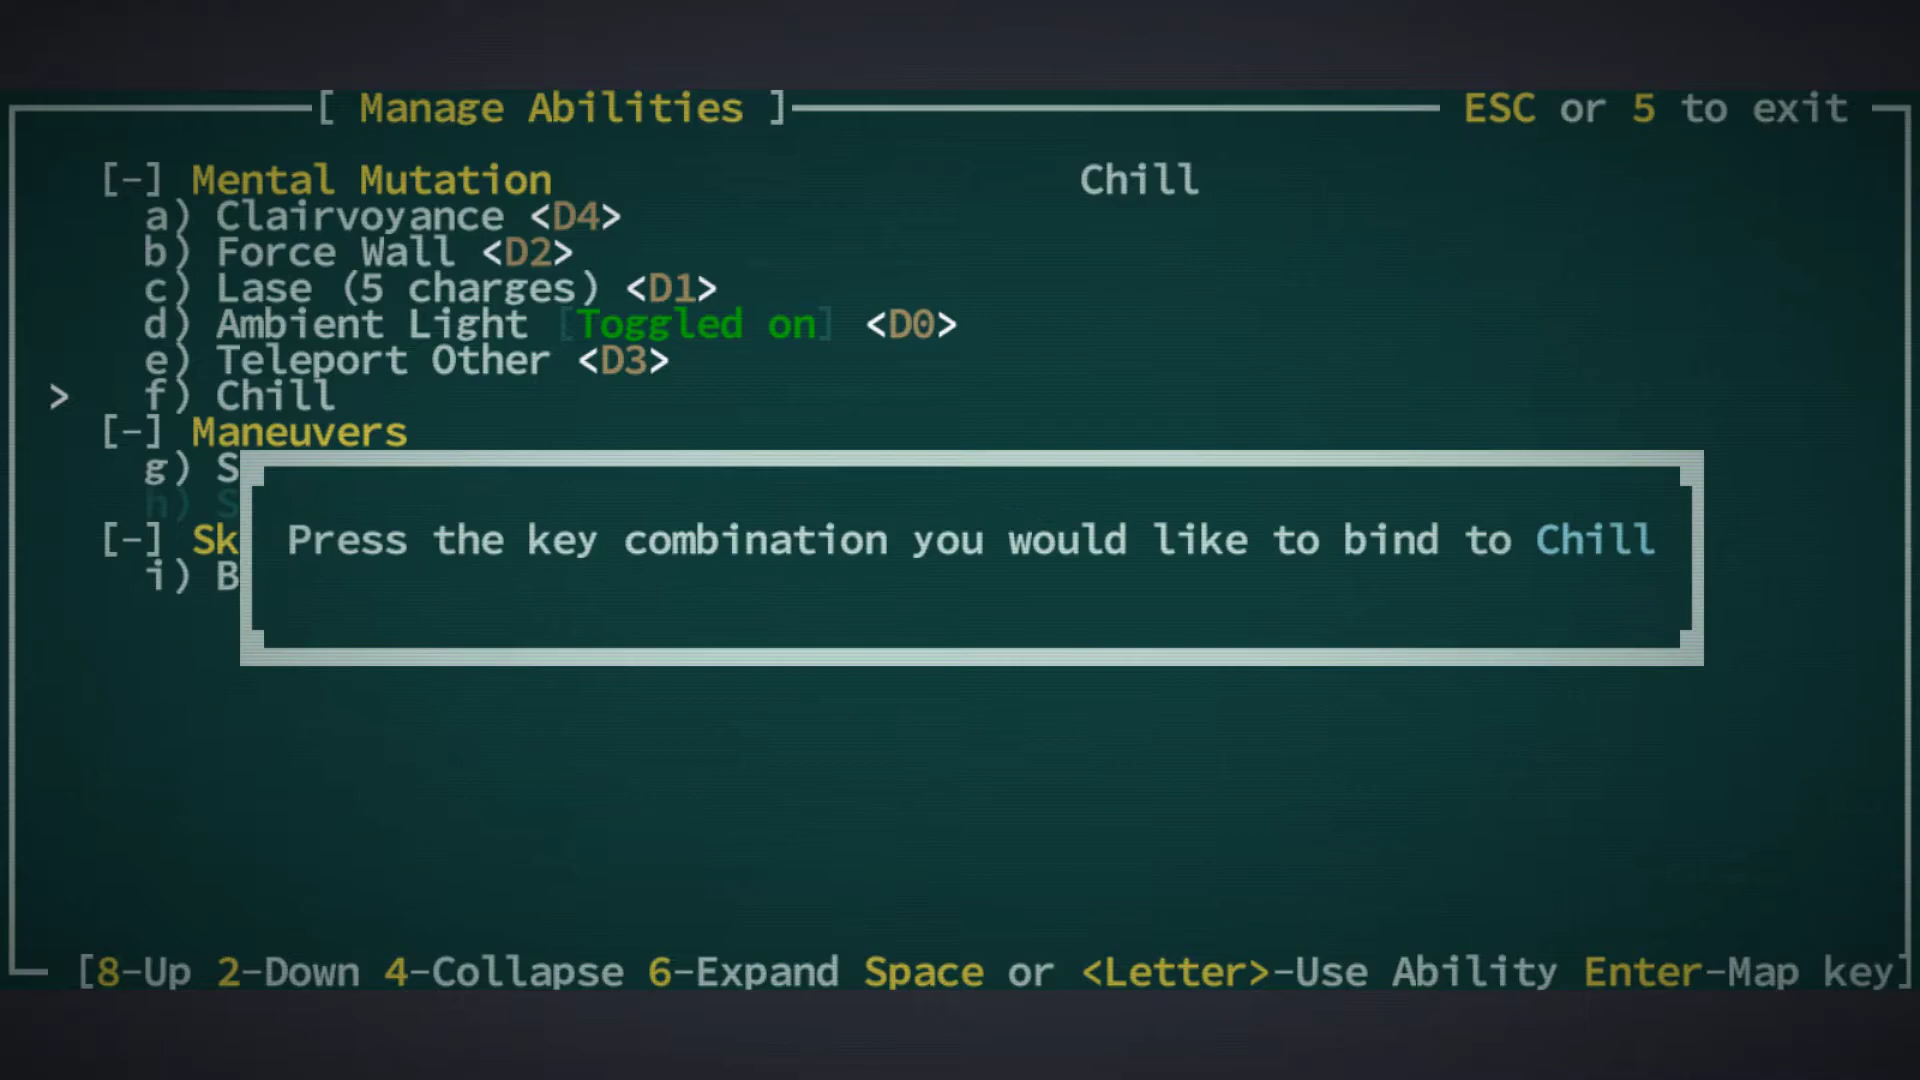 [ Manage Abilities ] ESC or 5 to exit
[-] Mental Mutation Chill
a) Clairvoyance <D4>
b) Force Wall <D2>
c) Lase (5 charges) <D1>
d) Ambient Light [Toggled on] <D0>
e) Teleport Other <D3>
> f) Chill
[-] Maneuvers
g) S
h) S
[-] Sk
Press the key combination you would like to bind to Chill
i) B
[8-Up 2-Down 4-Collapse 6-Expand Space or <Letter>-Use Ability Enter-Map key]